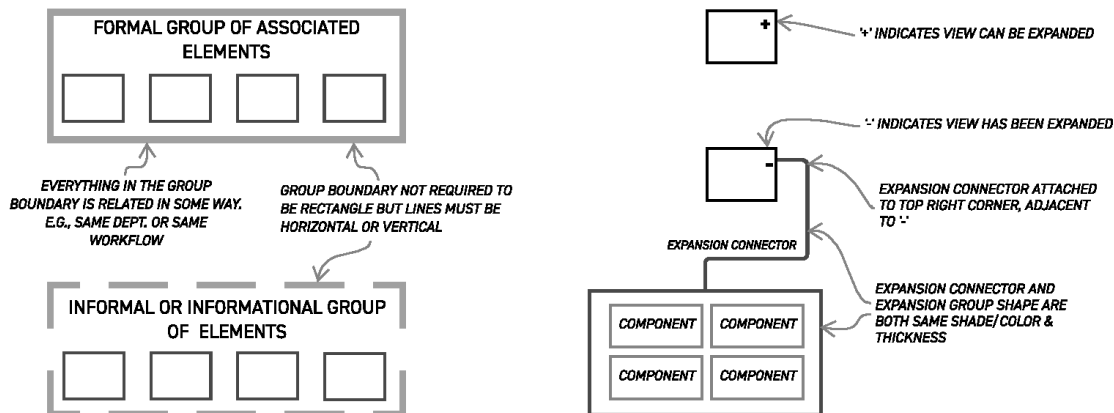 FORMAL GROUP OF ASSOCIATED
ELEMENTS
EVERYTHING IN THE GROUP
BOUNDARY IS RELATED IN SOME WAY.
E.G., SAME DEPT. OR SAME
WORKFLOW
GROUP BOUNDARY NOT REQUIRED TO
BE RECTANGLE BUT LINES MUST BE
HORIZONTAL OR VERTICAL
INFORMAL OR INFORMATIONAL GROUP
OF ELEMENTS
+
'+' INDICATES VIEW CAN BE EXPANDED
'-' INDICATES VIEW HAS BEEN EXPANDED
-
EXPANSION CONNECTOR ATTACHED
TO TOP RIGHT CORNER, ADJACENT
TO '-'
EXPANSION CONNECTOR
EXPANSION CONNECTOR AND
EXPANSION GROUP SHAPE ARE
BOTH SAME SHADE/COLOR &
THICKNESS
COMPONENT
COMPONENT
COMPONENT
COMPONENT